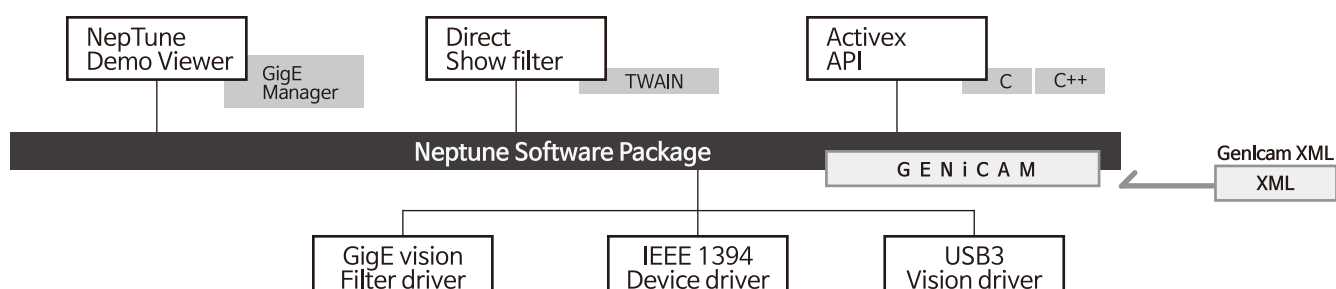 NepTune
Demo Viewer
GigE
Manager
Direct
Show filter
TWAIN
Activex
API
C
C++
Neptune Software Package
GENiCAM
GenIcam XML
XML
GigE vision
Filter driver
IEEE 1394
Device driver
USB3
Vision driver